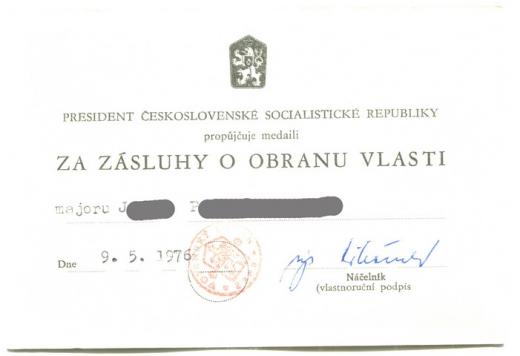 PRESIDENT ČESKOSLOVENSKÉ SOCIALISTICKÉ REPUBLIKY
propůjčuje medaili
ZA ZÁSLUHY O OBRANU VLASTI
majoru J P
Dne 9. 5. 1976
Náčelník
(vlastnoruční podpis